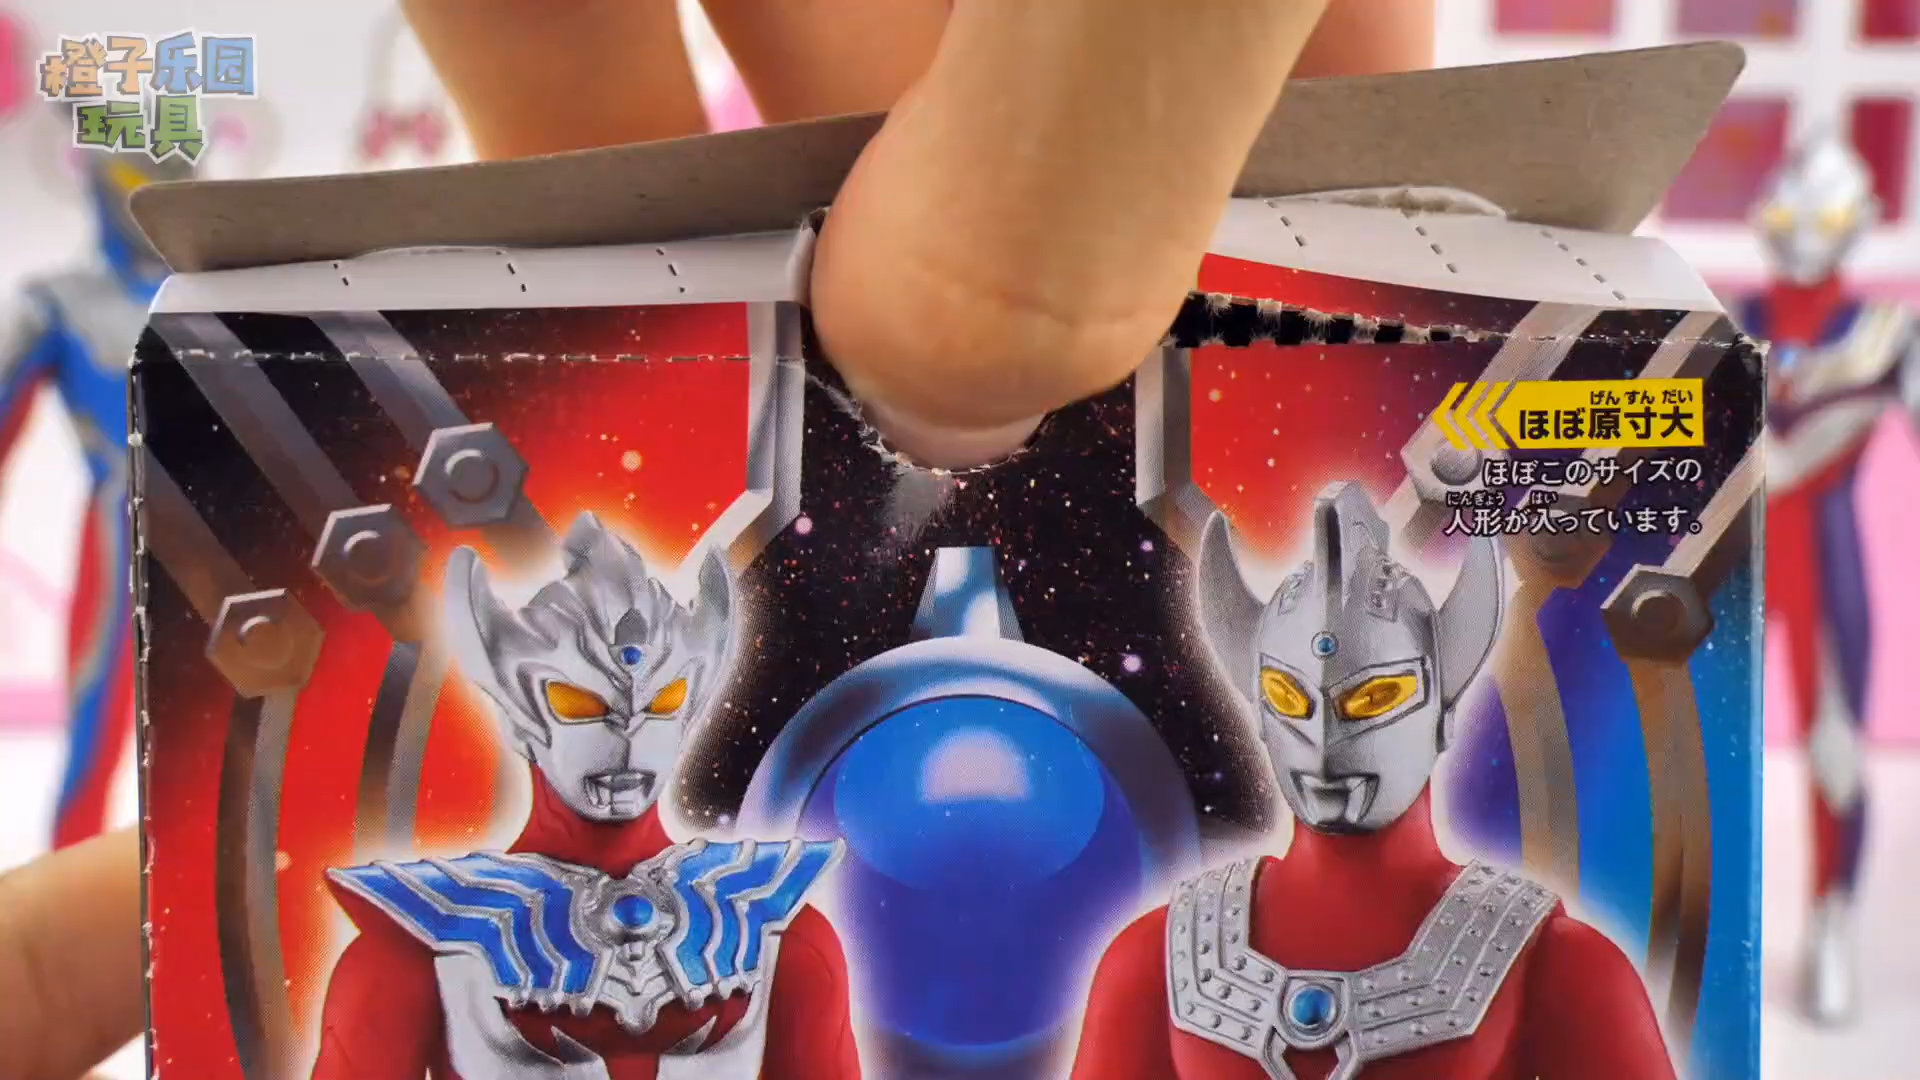 橙子乐园
玩具
げんすんだい
ほぼ原寸大
ほぼこのサイズの
にんぎょう はい
人形が入っています。